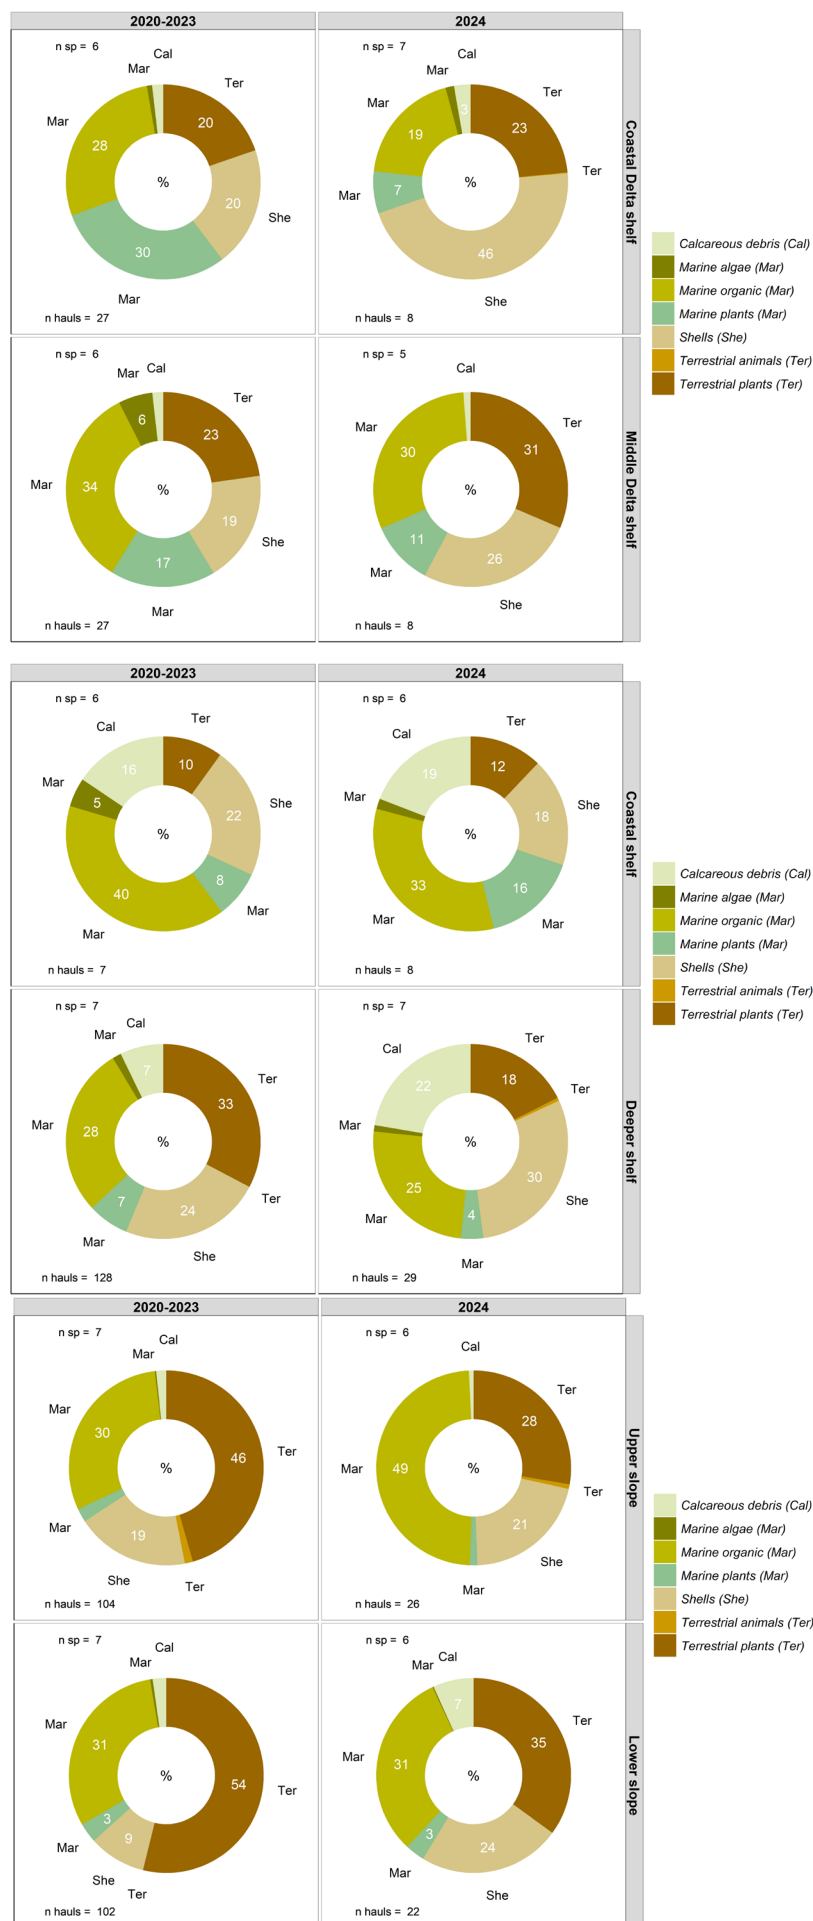 2020-2023
2024
n sp = 6
Cal
Mar
Ter
Mar
20
28
%
20
She
30
Mar
n hauls = 27
n sp = 7
Cal
Mar
Ter
Mar
3
19
23
Ter
Mar
7
%
46
She
n hauls = 8
Coastal Delta shelf
Calcareous debris (Cal)
Marine algae (Mar)
Marine organic (Mar)
Marine plants (Mar)
Shells (She)
Terrestrial animals (Ter)
Terrestrial plants (Ter)
n sp = 6
Mar
Cal
Ter
6
23
Mar
34
%
19
She
17
Mar
n hauls = 27
n sp = 5
Cal
Mar
Ter
30
31
%
11
26
Mar
She
n hauls = 8
Middle Delta shelf
2020-2023
2024
n sp = 6
Cal
Ter
16
10
Mar
5
She
22
%
8
40
Mar
Mar
n hauls = 7
n sp = 6
Ter
Cal
19
12
Mar
She
18
%
33
16
Mar
Mar
n hauls = 8
Coastal shelf
Calcareous debris (Cal)
Marine algae (Mar)
Marine organic (Mar)
Marine plants (Mar)
Shells (She)
Terrestrial animals (Ter)
Terrestrial plants (Ter)
n sp = 7
Cal
Mar
7
Ter
33
Mar
28
%
7
Ter
24
Mar
She
n hauls = 128
n sp = 7
Ter
Cal
22
18
Ter
Mar
%
30
25
She
4
Mar
Mar
n hauls = 29
Deeper shelf
2020-2023
2024
n sp = 7
Cal
Mar
Mar
30
46
Ter
%
Mar
19
She
Ter
n hauls = 104
n sp = 6
Cal
Ter
28
Mar
49
%
Ter
21
She
Mar
n hauls = 26
Upper slope
Calcareous debris (Cal)
Marine algae (Mar)
Marine organic (Mar)
Marine plants (Mar)
Shells (She)
Terrestrial animals (Ter)
Terrestrial plants (Ter)
n sp = 7
Cal
Mar
Mar
31
%
54
Ter
3
9
Mar
She
Ter
n hauls = 102
n sp = 6
Cal
Mar
7
Ter
35
Mar
31
%
3
24
Mar
She
n hauls = 22
Lower slope